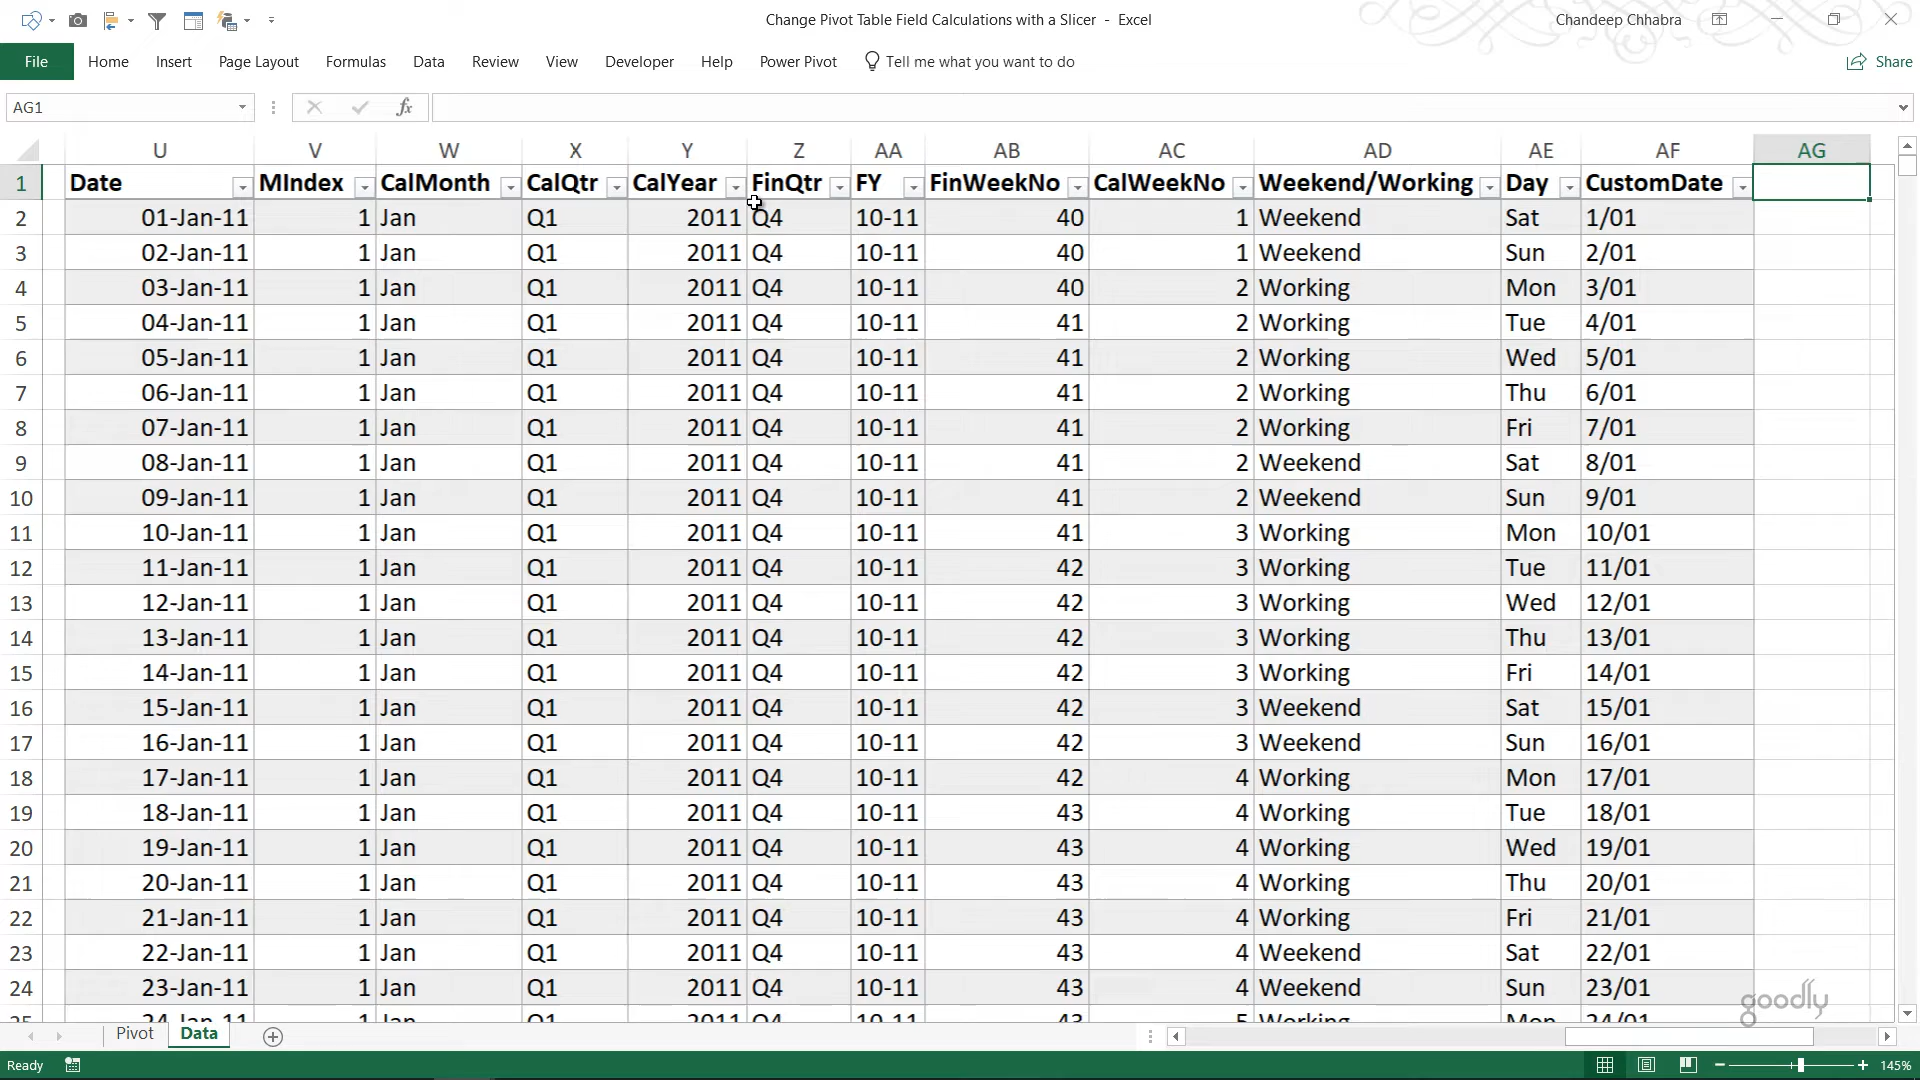 Change Pivot Table Field Calculations with a Slicer - Excel
Chandeep Chhabra
File Home Insert Page Layout Formulas Data Review View Developer Help Power Pivot Tell me what you want to do Share
AG1 fx
U V W X Y Z AA AB AC AD AE AF AG
1 Date MIndex CalMonth CalQtr CalYear FinQtr FY FinWeekNo CalWeekNo Weekend/Working Day CustomDate
2 01-Jan-11 1 Jan Q1 2011 Q4 10-11 40 1 Weekend Sat 1/01
3 02-Jan-11 1 Jan Q1 2011 Q4 10-11 40 1 Weekend Sun 2/01
4 03-Jan-11 1 Jan Q1 2011 Q4 10-11 40 2 Working Mon 3/01
5 04-Jan-11 1 Jan Q1 2011 Q4 10-11 41 2 Working Tue 4/01
6 05-Jan-11 1 Jan Q1 2011 Q4 10-11 41 2 Working Wed 5/01
7 06-Jan-11 1 Jan Q1 2011 Q4 10-11 41 2 Working Thu 6/01
8 07-Jan-11 1 Jan Q1 2011 Q4 10-11 41 2 Working Fri 7/01
9 08-Jan-11 1 Jan Q1 2011 Q4 10-11 41 2 Weekend Sat 8/01
10 09-Jan-11 1 Jan Q1 2011 Q4 10-11 41 2 Weekend Sun 9/01
11 10-Jan-11 1 Jan Q1 2011 Q4 10-11 41 3 Working Mon 10/01
12 11-Jan-11 1 Jan Q1 2011 Q4 10-11 42 3 Working Tue 11/01
13 12-Jan-11 1 Jan Q1 2011 Q4 10-11 42 3 Working Wed 12/01
14 13-Jan-11 1 Jan Q1 2011 Q4 10-11 42 3 Working Thu 13/01
15 14-Jan-11 1 Jan Q1 2011 Q4 10-11 42 3 Working Fri 14/01
16 15-Jan-11 1 Jan Q1 2011 Q4 10-11 42 3 Weekend Sat 15/01
17 16-Jan-11 1 Jan Q1 2011 Q4 10-11 42 3 Weekend Sun 16/01
18 17-Jan-11 1 Jan Q1 2011 Q4 10-11 42 4 Working Mon 17/01
19 18-Jan-11 1 Jan Q1 2011 Q4 10-11 43 4 Working Tue 18/01
20 19-Jan-11 1 Jan Q1 2011 Q4 10-11 43 4 Working Wed 19/01
21 20-Jan-11 1 Jan Q1 2011 Q4 10-11 43 4 Working Thu 20/01
22 21-Jan-11 1 Jan Q1 2011 Q4 10-11 43 4 Working Fri 21/01
23 22-Jan-11 1 Jan Q1 2011 Q4 10-11 43 4 Weekend Sat 22/01
24 23-Jan-11 1 Jan Q1 2011 Q4 10-11 43 4 Weekend Sun 23/01
goodly
Pivot Data
Ready 145%